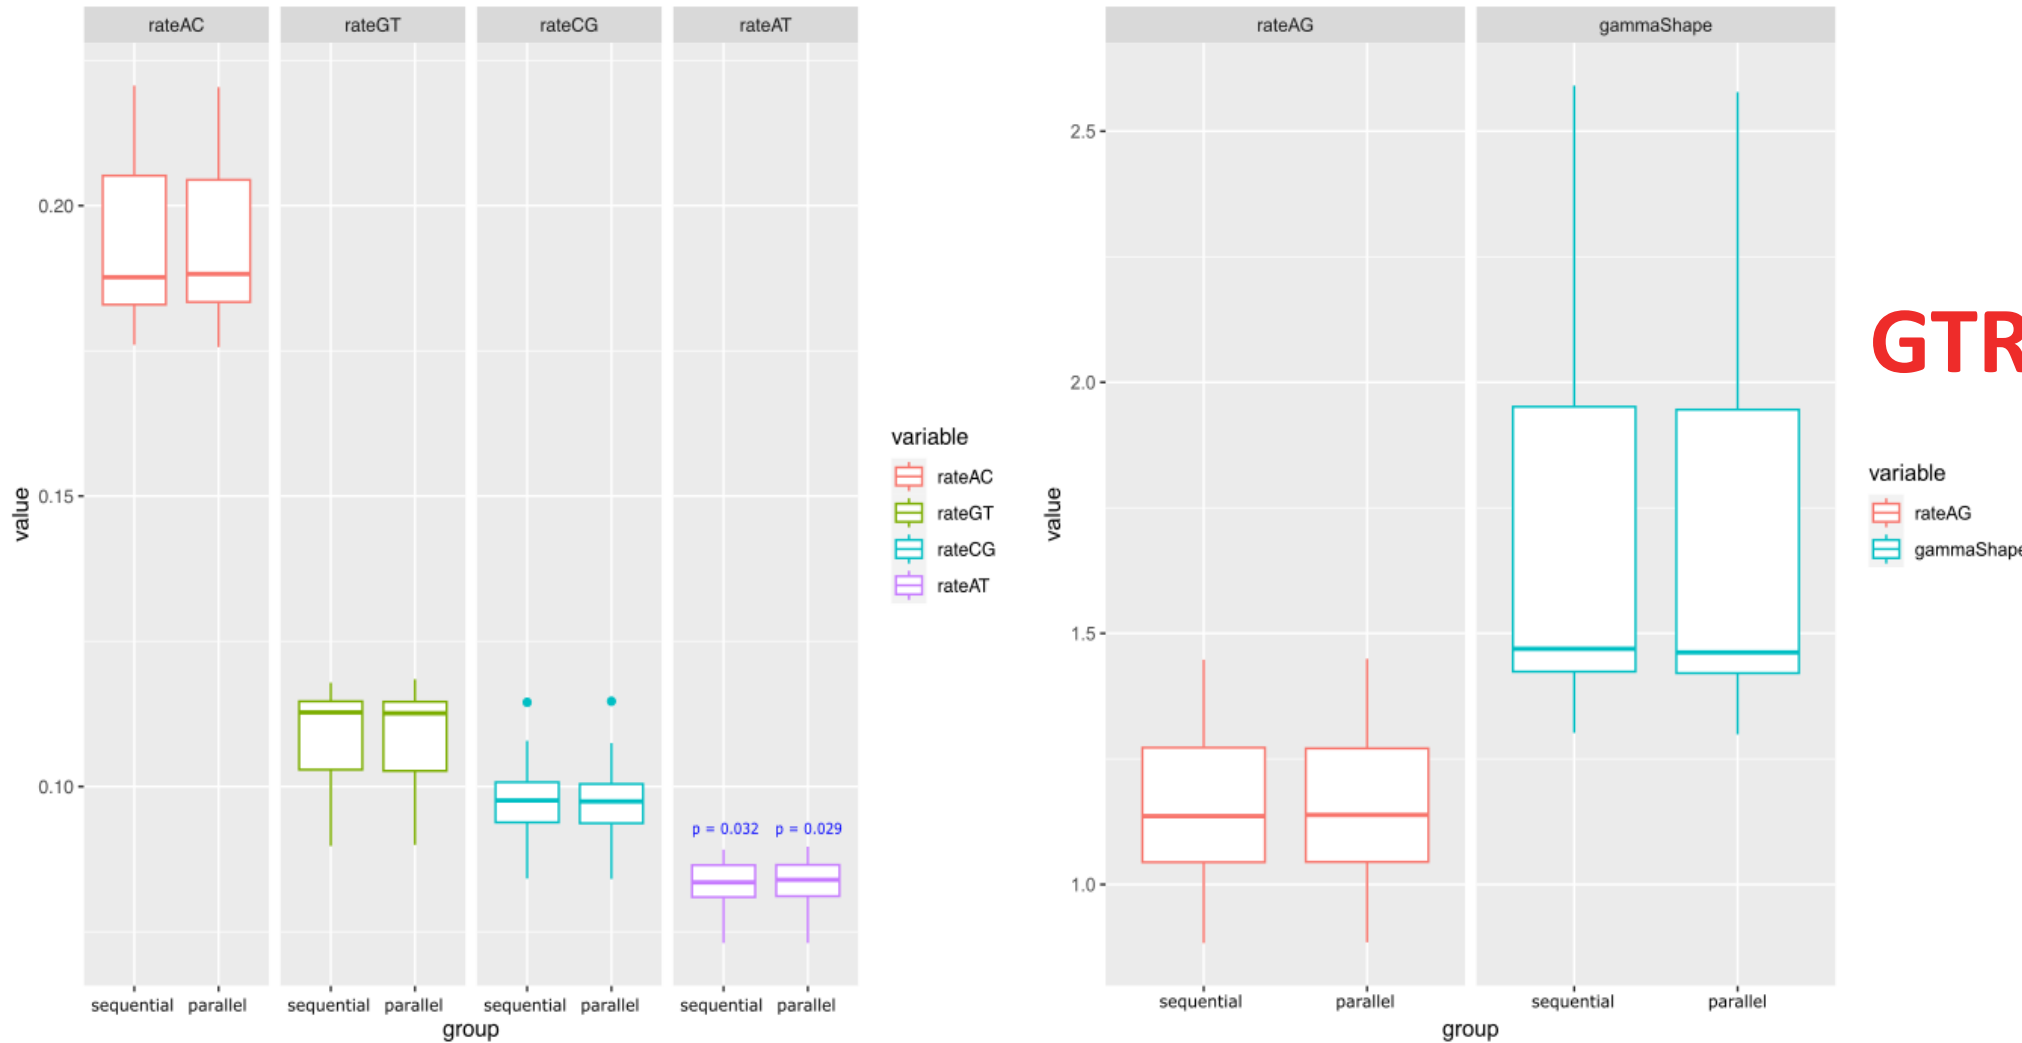 rateAC rateGT rateCG rateAT
0.20
0.15
0.10
value
p = 0.032 p = 0.029
sequential parallel sequential parallel sequential parallel sequential parallel
group
variable
rateAC
rateGT
rateCG
rateAT
rateAG gammaShape
2.5
2.0
1.5
1.0
value
sequential parallel sequential parallel
group
GTR
variable
rateAG
gammaShape